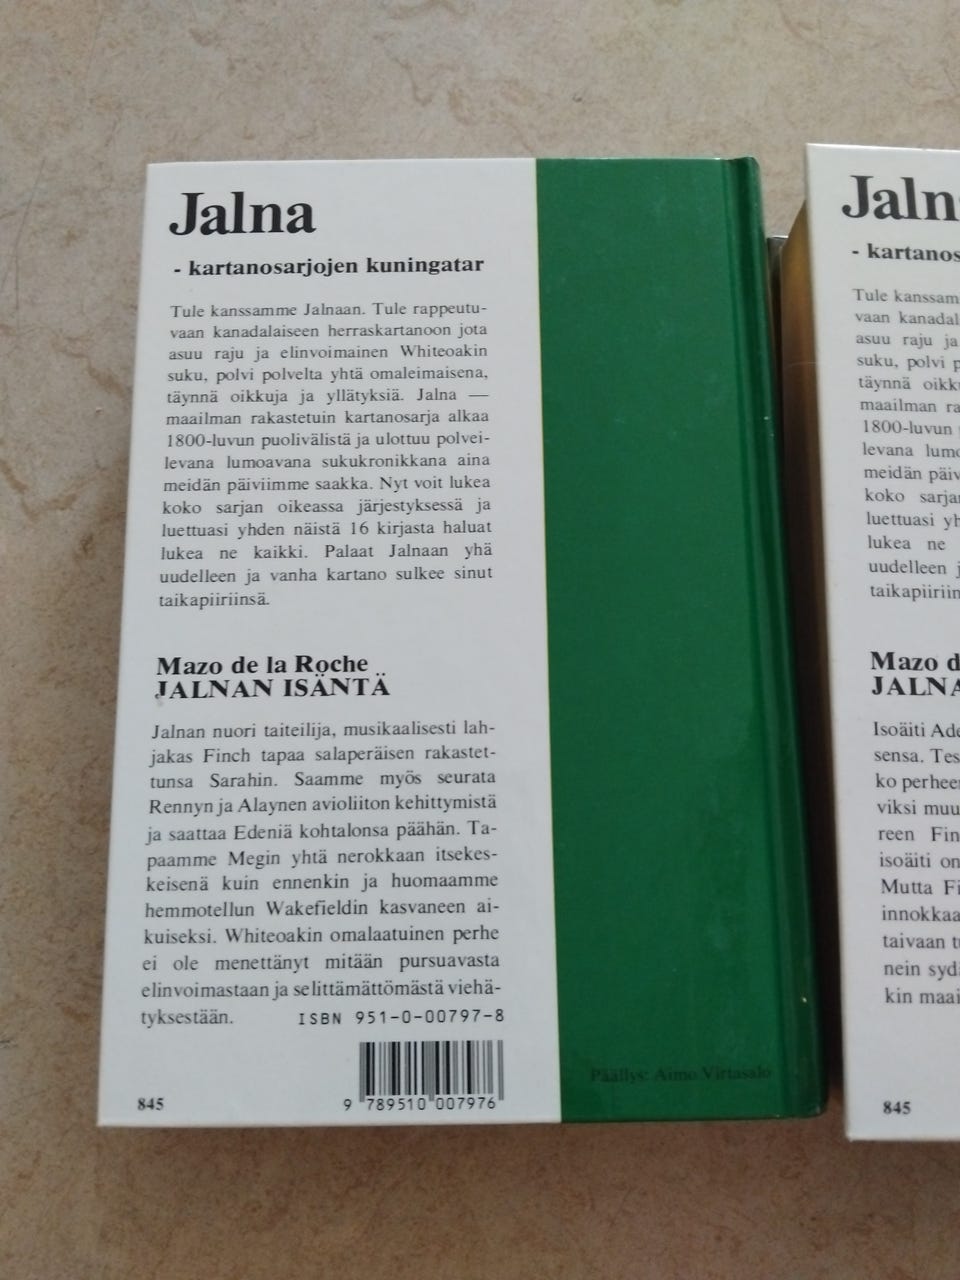 Jalna
- kartanosarjojen kuningatar
Tule kanssamme Jalnaan. Tule rappeutu-
vaan kanadalaiseen herraskartanoon jota
asuu raju ja elinvoimainen Whiteoakin
suku, polvi polvelta yhtä omaleimaisena,
täynnä oikkuja ja yllätyksiä. Jalna —
maailman rakastetuin kartanosarja alkaa
1800-luvun puolivälistä ja ulottuu polvei-
levana lumoavana sukukronikkana aina
meidän päiviimme saakka. Nyt voit lukea
koko sarjan oikeassa järjestyksessä ja
luettuasi yhden näistä 16 kirjasta haluat
lukea ne kaikki. Palaat Jalnaan yhä
uudelleen ja vanha kartano sulkee sinut
taikapiiriinsä.
Mazo de la Roche
JALNAN ISÄNTÄ
Jalnan nuori taiteilija, musikaalisesti lah-
jakas Finch tapaa salaperäisen rakastet-
tunsa Sarahin. Saamme myös seurata
Rennyn ja Alaynen avioliiton kehittymistä
ja saattaa Edeniä kohtalonsa päähän. Ta-
paamme Megin yhtä nerokkaan itsekes-
keisenä kuin ennenkin ja huomaamme
hemmotellun Wakefieldin kasvaneen ai-
kuiseksi. Whiteoakin omalaatuinen perhe
ei ole menettänyt mitään pursuavasta
elinvoimastaan ja selittämättömästä viehä-
tyksestään.
ISBN 951-0-00797-8
9 789510 007976
845
Päällys: Aimo Virtasalo
Jaln
- kartanos
Tule kanssam
vaan kanadal
asuu raju ja
suku, polvi p
täynnä oikk
maailman ra
1800-luvun
levana lumo
meidän päiv
koko sarja
luettuasi yh
lukea ne
uudelleen j
taikapiiriin
Mazo d
JALNA
Isoäiti Ade
sensa. Tes
ko perheen
viksi muu
reen Fin
isoäiti on
Mutta Fi
innokkaa
taivaan tu
nein syd
kin maai
845